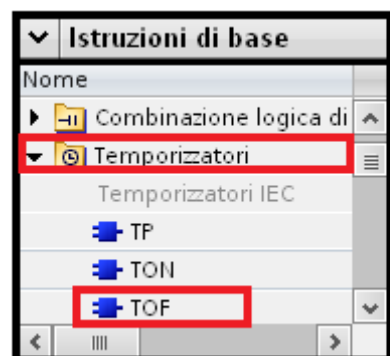 Istruzioni di base
Nome
Combinazione logica di
Temporizzatori
Temporizzatori IEC
TP
TON
TOF